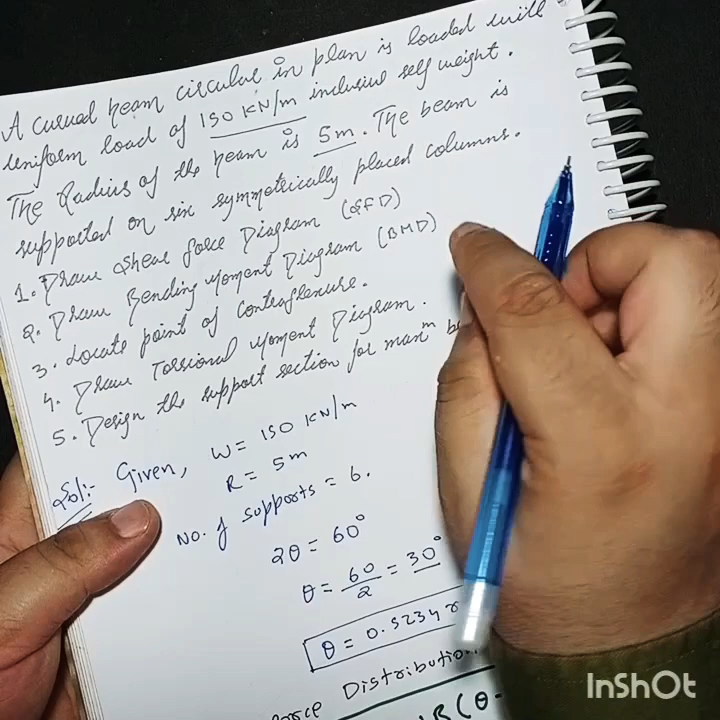 A curved beam circular in plan is loaded with
uniform load of 150 KN/m inclusive self weight.
The Radius of the beam is 5m. The beam is
supported on six symmetrically placed columns.
1. Draw Shear force Diagram (SFD)
2. Draw Bending Moment Diagram (BMD)
3. Locate point of contraflexure.
4. Draw Torsional Moment Diagram.
5. Design the support section for maxm
Sol:- Given, W = 150 KN/m
R = 5m
No. of supports = 6.
2θ = 60°
θ = 60/2 = 30°
θ = 0.5234
Distribution
InShOt